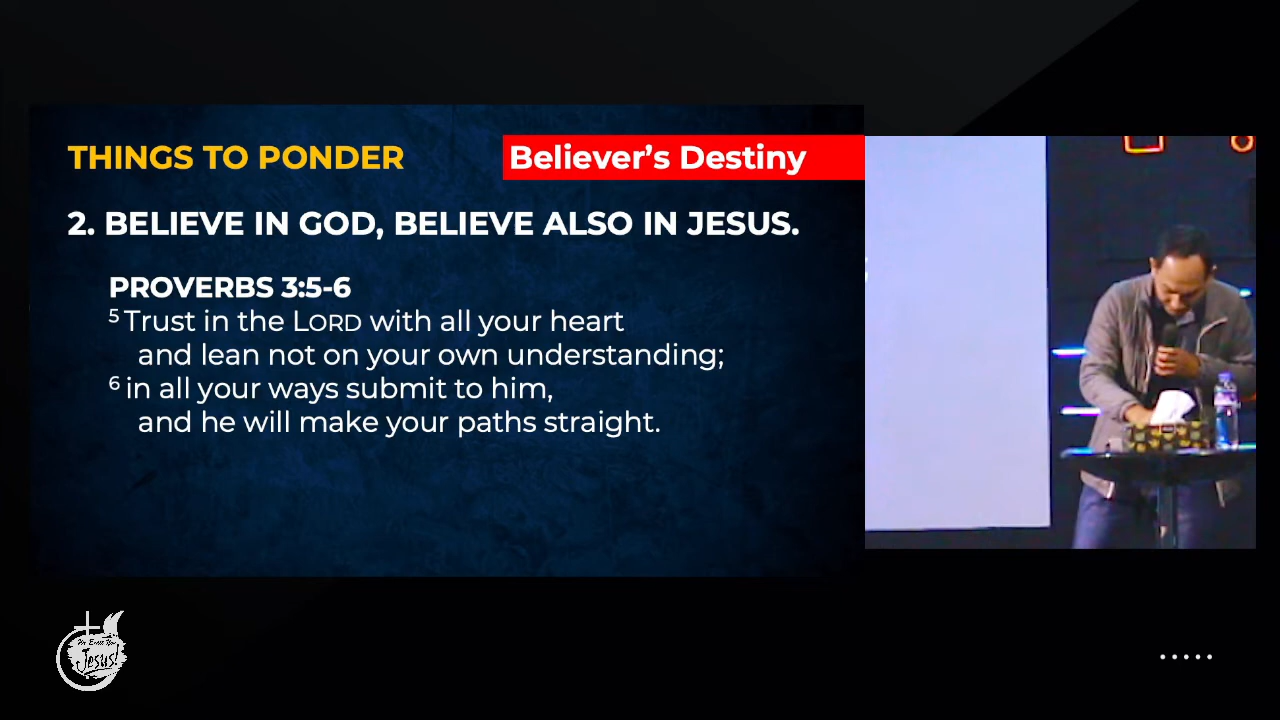 THINGS TO PONDER
Believer's Destiny
2. BELIEVE IN GOD, BELIEVE ALSO IN JESUS.
PROVERBS 3:5-6
5 Trust in the LORD with all your heart
and lean not on your own understanding;
6 in all your ways submit to him,
and he will make your paths straight.
Jesus!